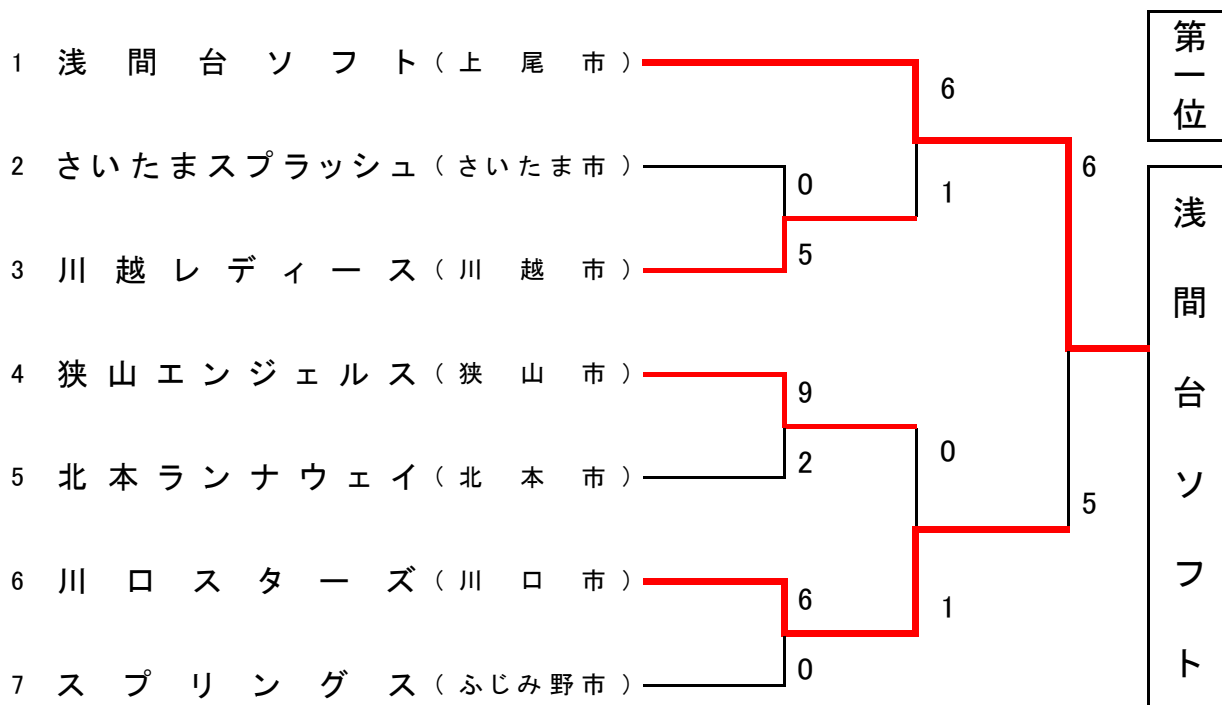 1 浅間台ソフト(上尾市)
2 さいたまスプラッシュ(さいたま市)
3 川越レディース(川越市)
4 狭山エンジェルス(狭山市)
5 北本ランナウェイ(北本市)
6 川口スターズ(川口市)
7 スプリングス(ふじみ野市)
0
5
9
2
6
0
6
1
0
1
6
5
第一位
浅間台ソフト